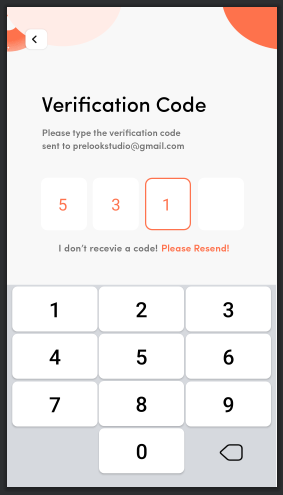 Verification Code
Please type the verification code
sent to prelookstudio@gmail.com
5 3 1
I don't recevie a code! Please Resend!
1 2 3
4 5 6
7 8 9
0